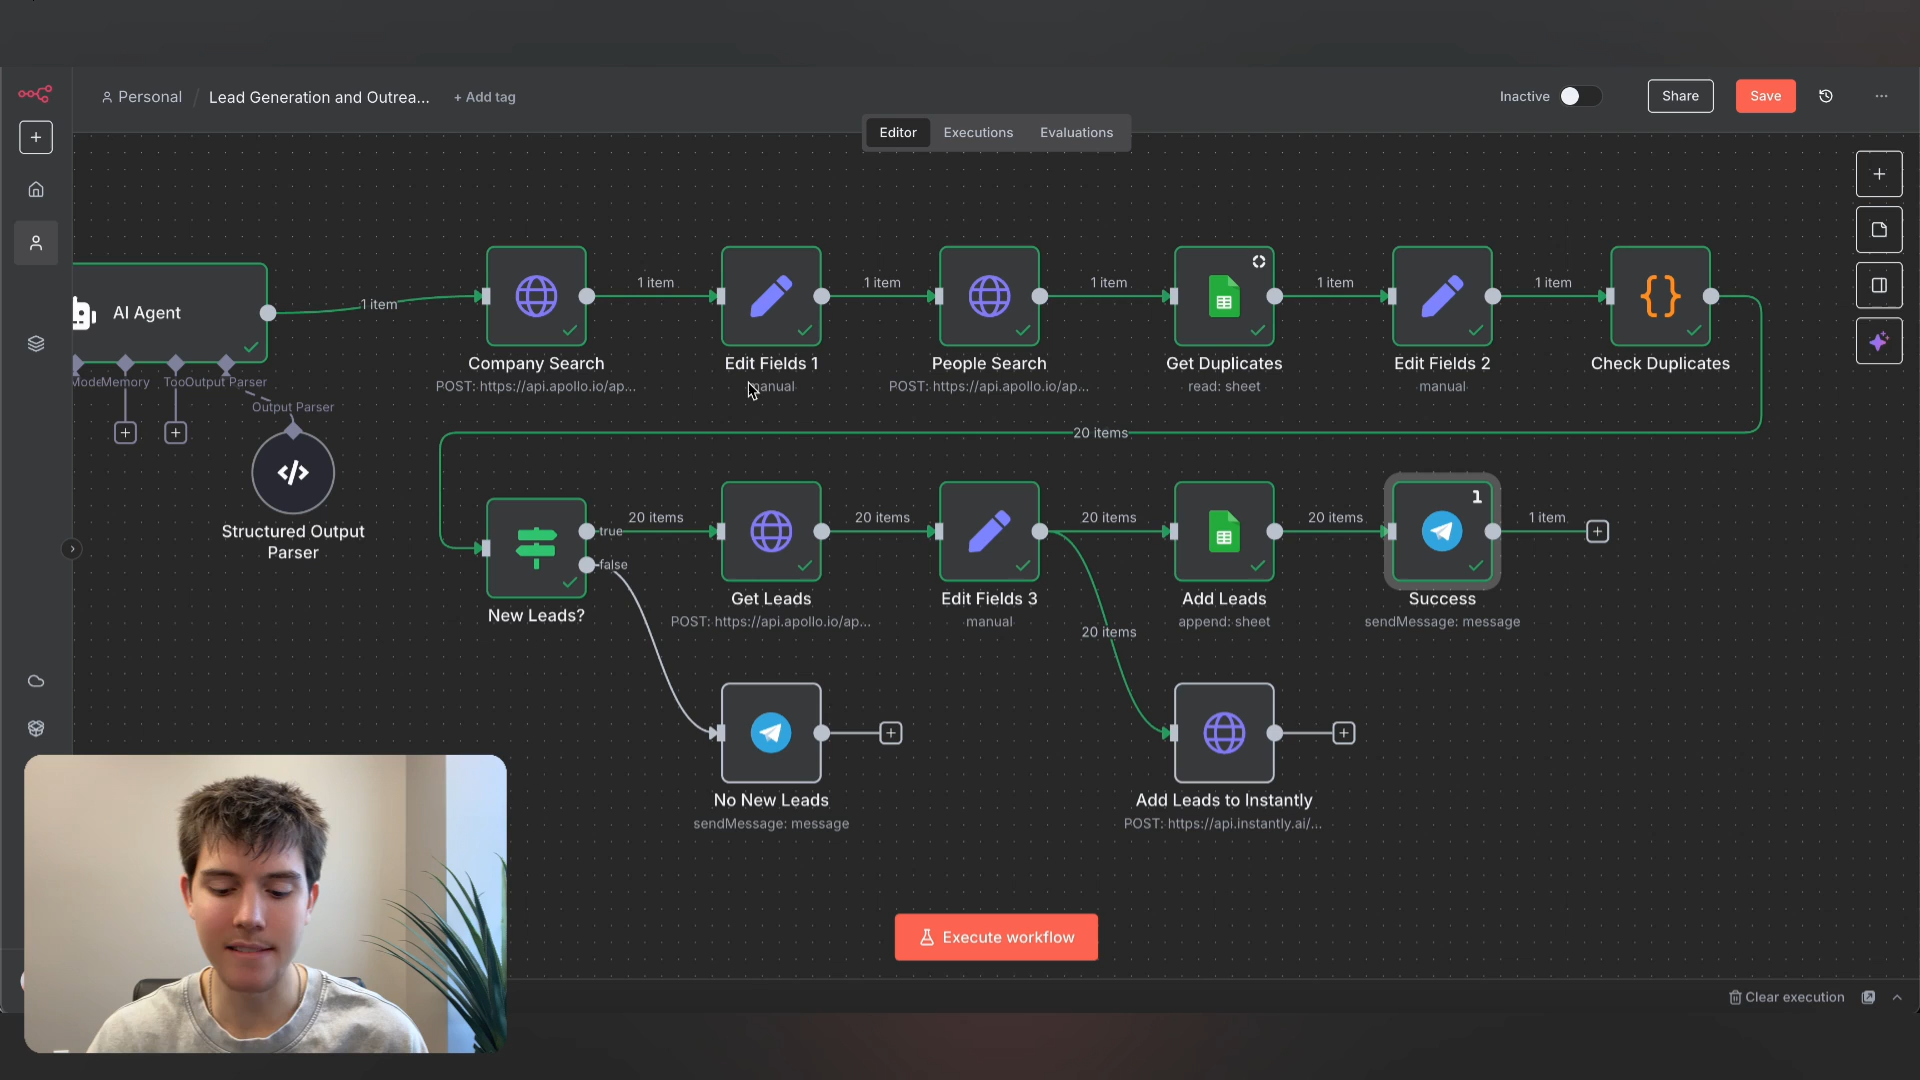 Personal / Lead Generation and Outrea... + Add tag
Inactive Share Save
Editor Executions Evaluations
AI Agent
1 item
Memory
Output Parser
Output Parser
Structured Output
Parser
Company Search
POST: https://api.apollo.io/ap...
1 item
Edit Fields 1
manual
1 item
People Search
POST: https://api.apollo.io/ap...
1 item
Get Duplicates
read: sheet
1 item
Edit Fields 2
manual
1 item
Check Duplicates
20 items
New Leads?
true
false
20 items
Get Leads
POST: https://api.apollo.io/ap...
20 items
Edit Fields 3
manual
20 items
20 items
Add Leads
append: sheet
20 items
1
Success
sendMessage: message
1 item
No New Leads
sendMessage: message
Add Leads to Instantly
POST: https://api.instantly.ai/...
Execute workflow
Clear execution